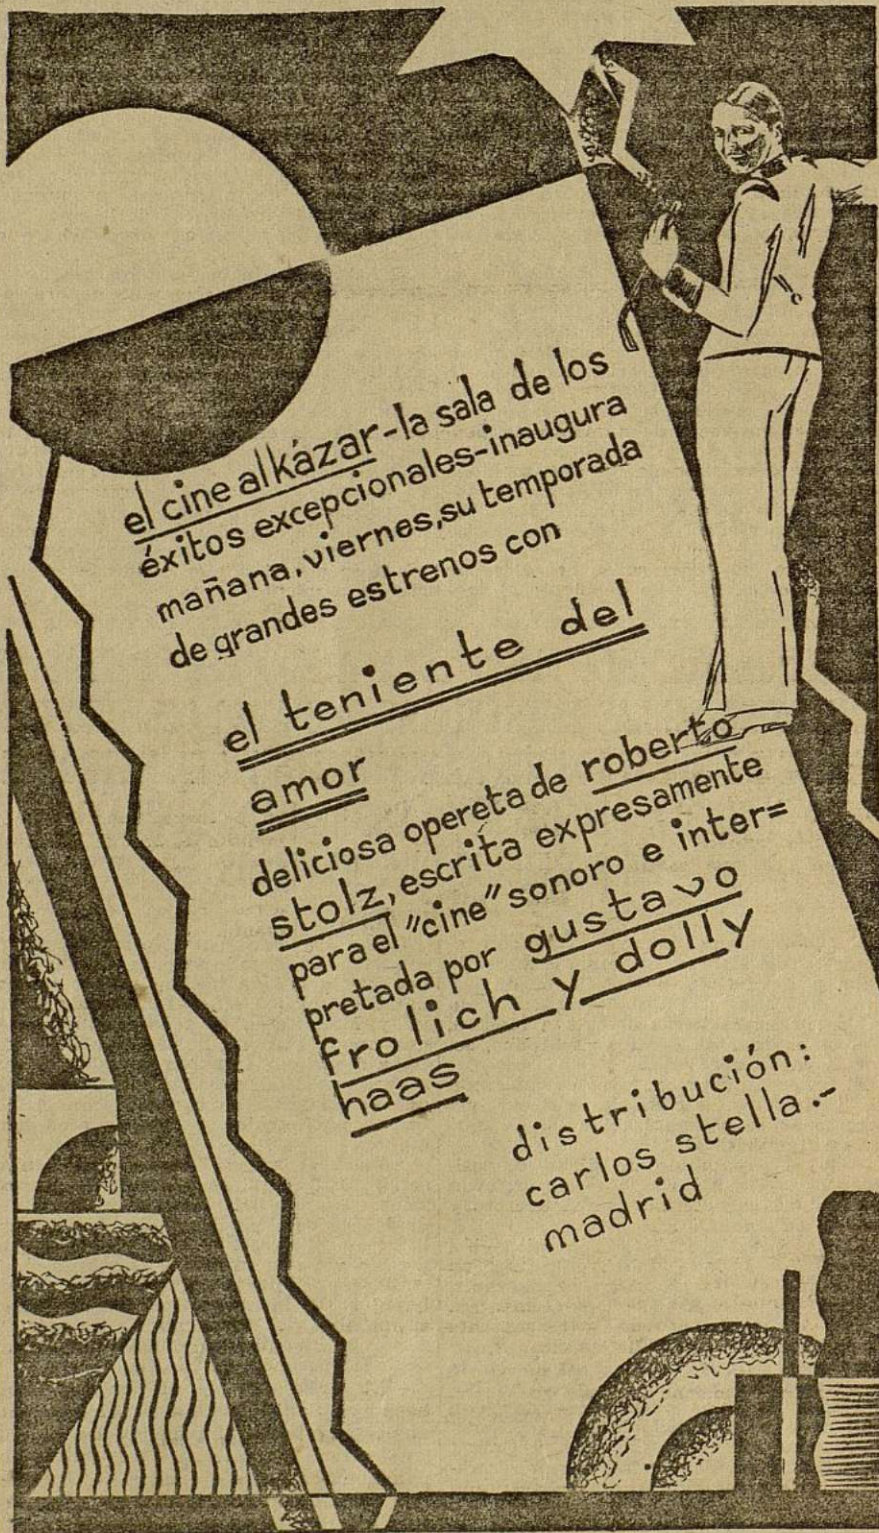 el cine alkázar-la sala de los
éxitos excepcionales-inaugura
mañana, viernes, su temporada
de grandes estrenos con
el teniente del
amor
deliciosa opereta de roberto
stolz, escrita expresamente
para el "cine" sonoro e inter=
pretada por gustavo
frolich y dolly
haas
distribución:
carlos stella.-
madrid